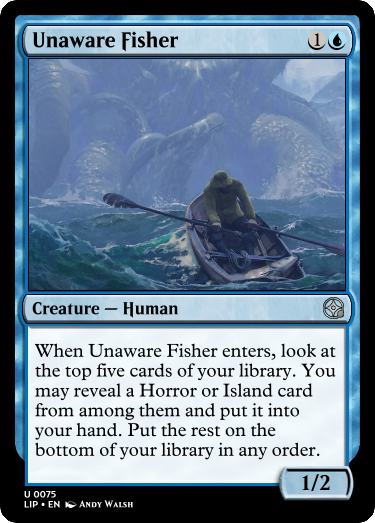 Unaware Fisher 1
Creature — Human
When Unaware Fisher enters, look at
the top five cards of your library. You
may reveal a Horror or Island card
from among them and put it into
your hand. Put the rest on the
bottom of your library in any order.
1/2
U 0075
LIP • EN Andy Walsh